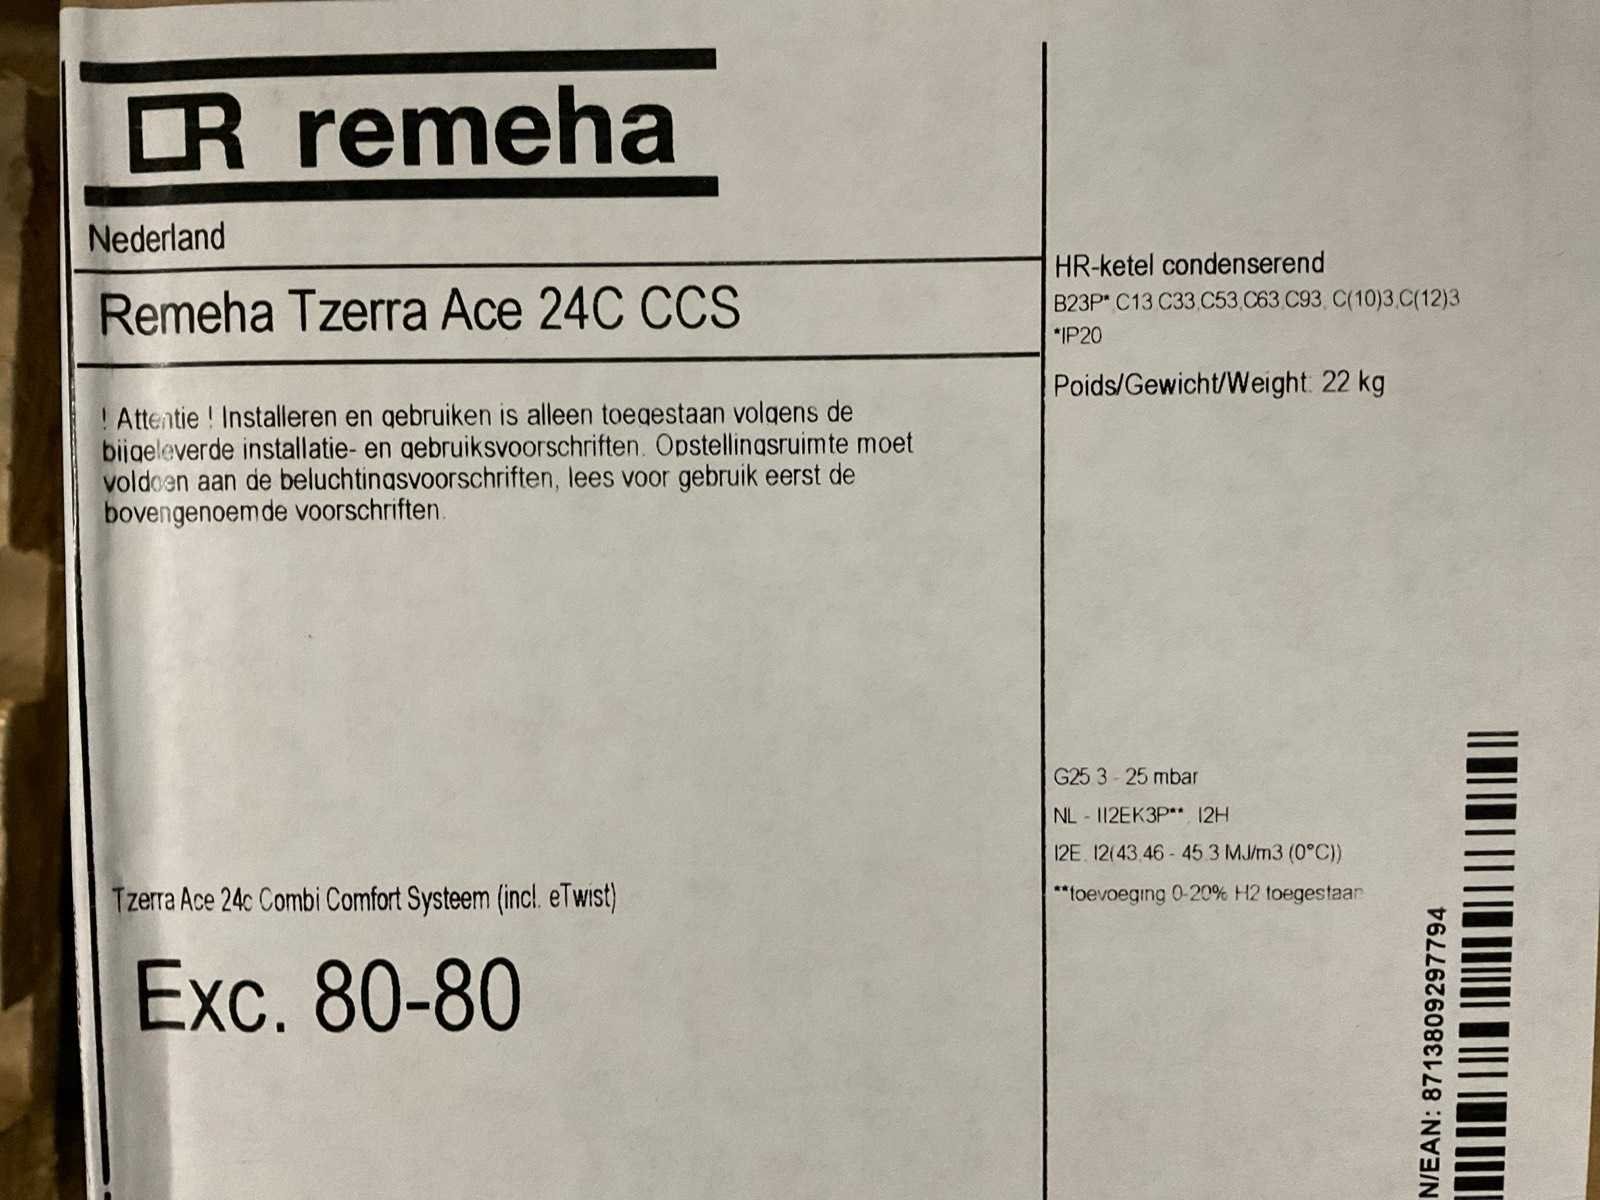 R remeha
Nederland
Remeha Tzerra Ace 24C CCS
! Attentie ! Installeren en gebruiken is alleen toegestaan volgens de
bijgeleverde installatie- en gebruiksvoorschriften. Opstellingsruimte moet
voldoen aan de beluchtingsvoorschriften, lees voor gebruik eerst de
bovengenoemde voorschriften.
Tzerra Ace 24c Combi Comfort Systeem (incl. eTwist)
Exc. 80-80
HR-ketel condenserend
B23P*,C13,C33,C53,C63,C93, C(10)3,C(12)3
*IP20
Poids/Gewicht/Weight: 22 kg
G25.3 - 25 mbar
NL - II2EK3P**, I2H
I2E, I2(43.46 - 45.3 MJ/m3 (0°C))
**toevoeging 0-20% H2 toegestaan
N/EAN: 8713809297794